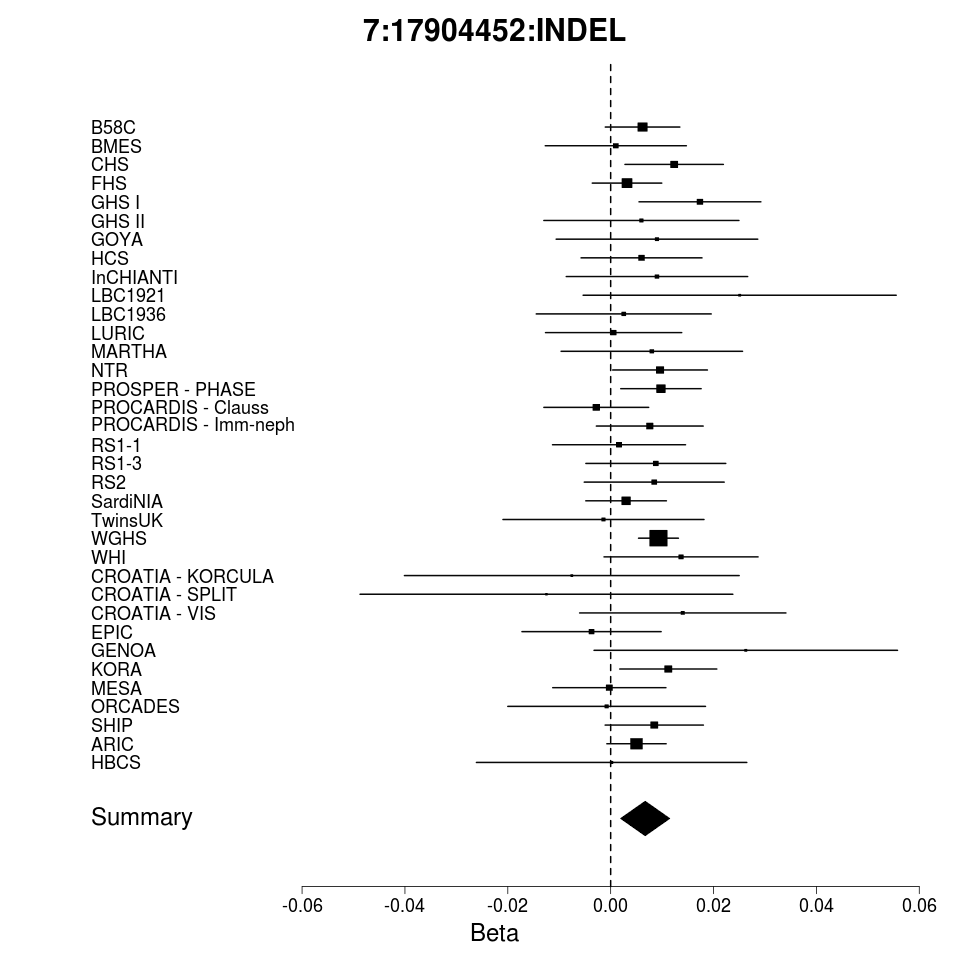 7:17904452:INDEL
B58C
BMES
CHS
FHS
GHS I
GHS II
GOYA
HCS
InCHIANTI
LBC1921
LBC1936
LURIC
MARTHA
NTR
PROSPER - PHASE
PROCARDIS - Clauss
PROCARDIS - Imm-neph
RS1-1
RS1-3
RS2
SardiNIA
TwinsUK
WGHS
WHI
CROATIA - KORCULA
CROATIA - SPLIT
CROATIA - VIS
EPIC
GENOA
KORA
MESA
ORCADES
SHIP
ARIC
HBCS
Summary
-0.06 -0.04 -0.02 0.00 0.02 0.04 0.06
Beta